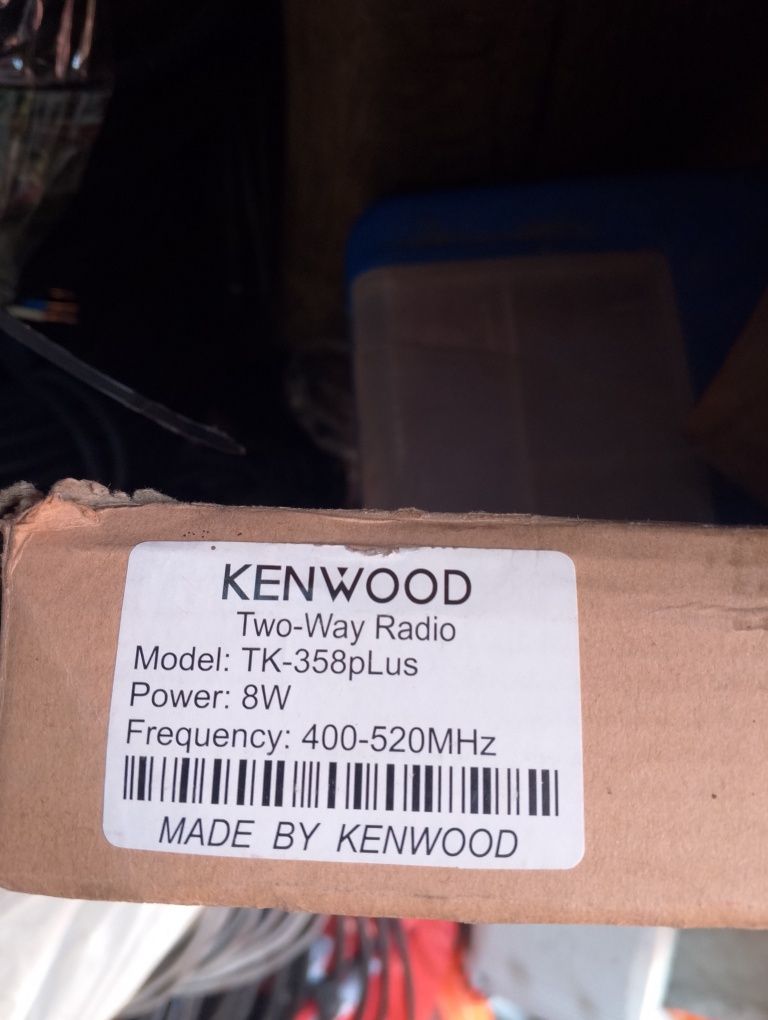 KENWOOD
Two-Way Radio
Model: TK-358pLus
Power: 8W
Frequency: 400-520MHz
MADE BY KENWOOD